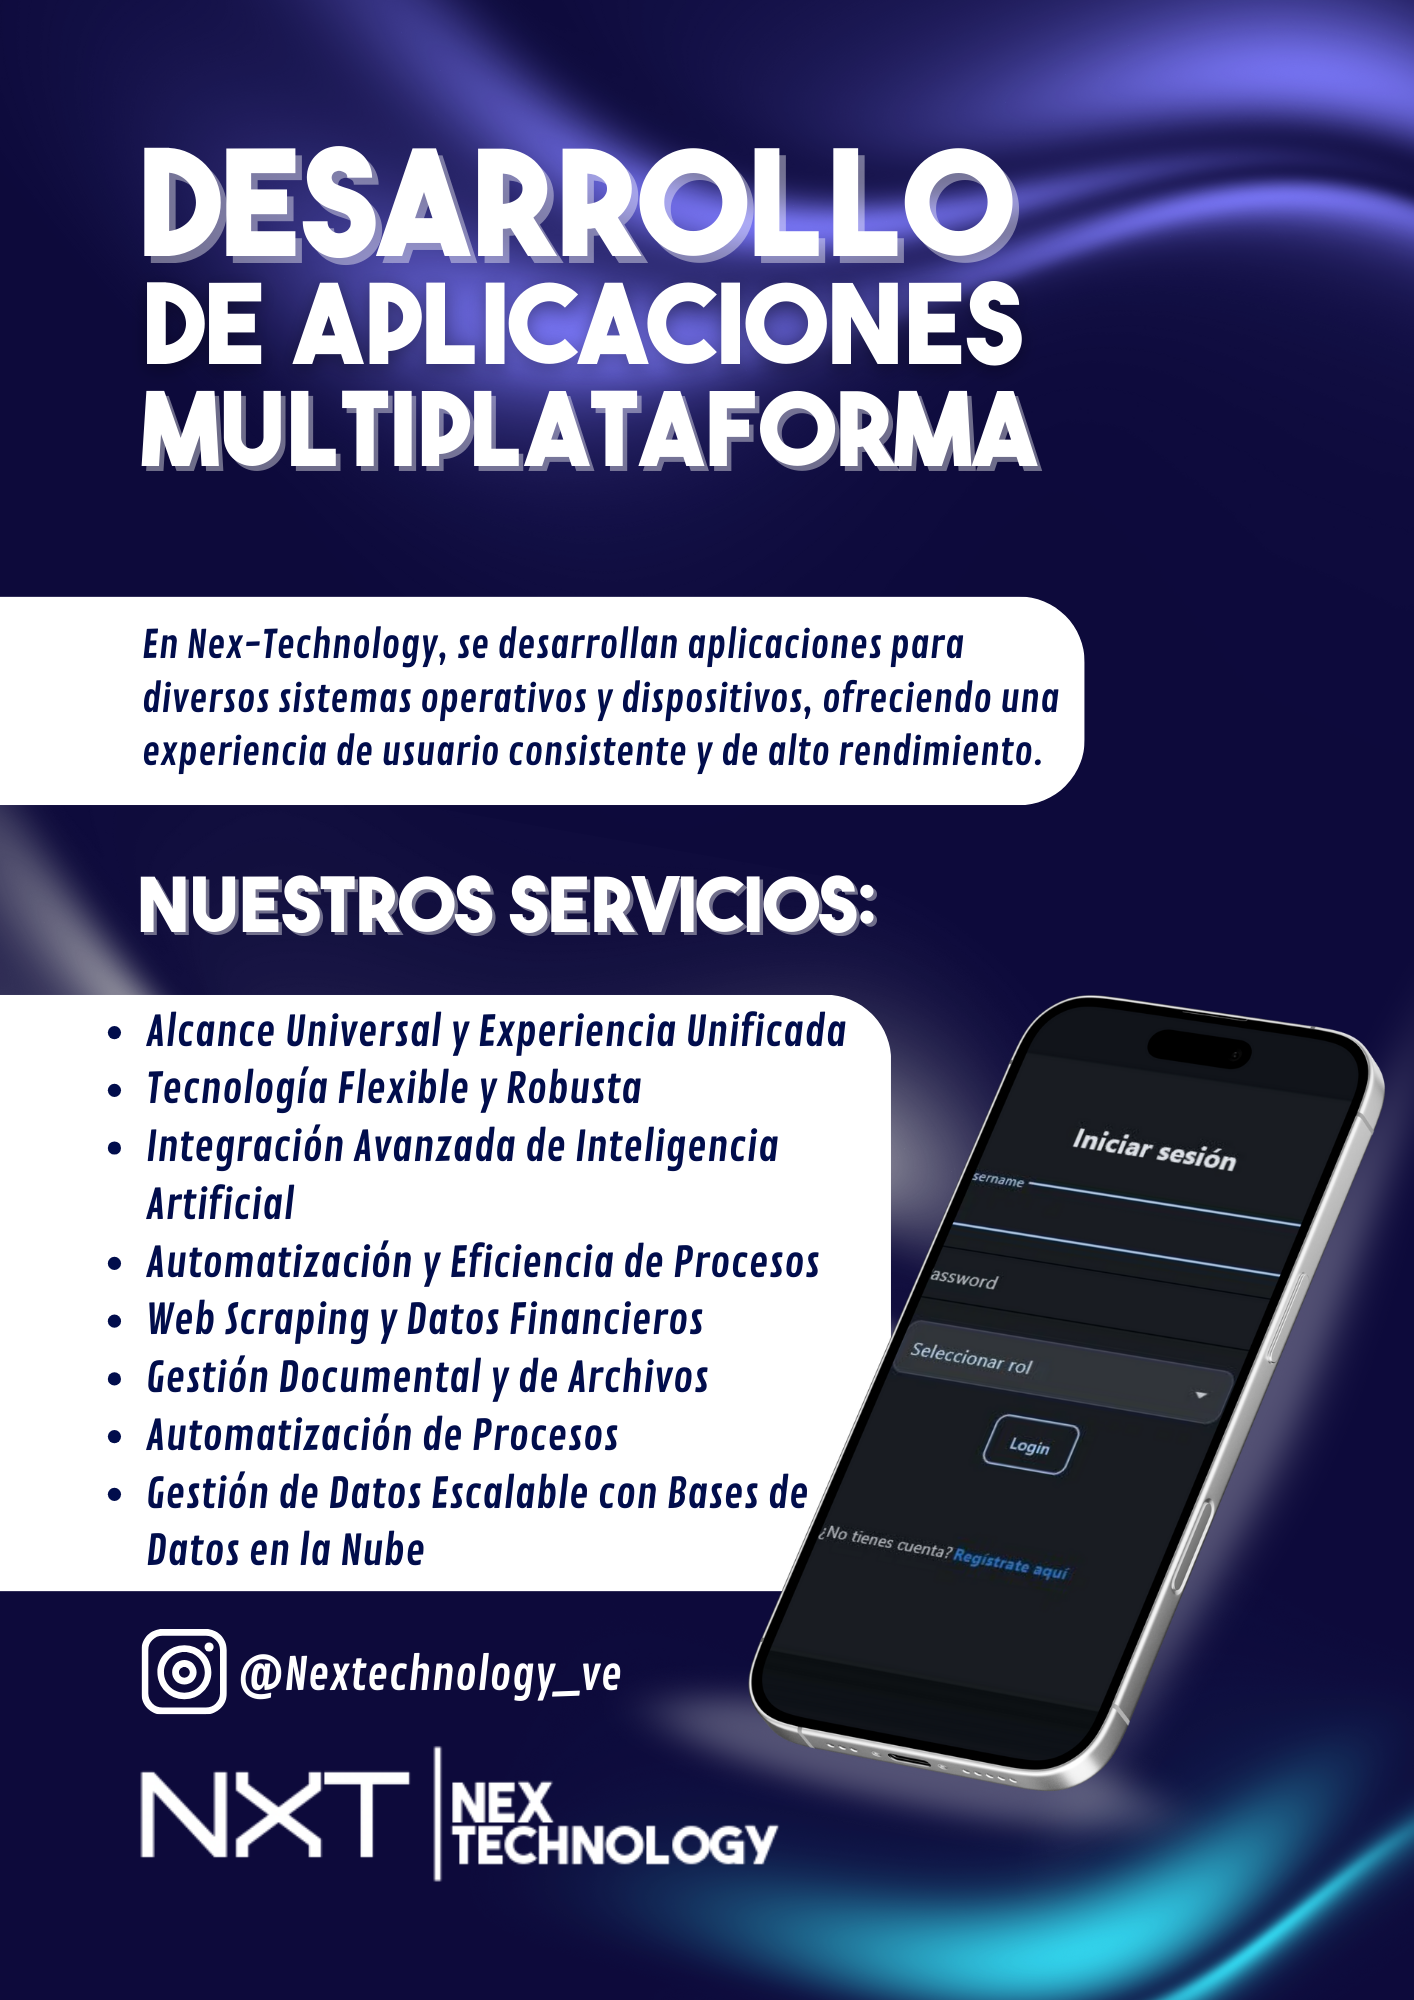 DESARROLLO
DE APLICACIONES
MULTIPLATAFORMA
En Nex-Technology, se desarrollan aplicaciones para
diversos sistemas operativos y dispositivos, ofreciendo una
experiencia de usuario consistente y de alto rendimiento.
NUESTROS SERVICIOS:
• Alcance Universal y Experiencia Unificada
• Tecnología Flexible y Robusta
• Integración Avanzada de Inteligencia
Artificial
• Automatización y Eficiencia de Procesos
• Web Scraping y Datos Financieros
• Gestión Documental y de Archivos
• Automatización de Procesos
• Gestión de Datos Escalable con Bases de
Datos en la Nube
Iniciar sesión
sername
assword
Seleccionar rol
Login
¿No tienes cuenta? Regístrate aquí
@Nextechnology_ve
NXT
NEX
TECHNOLOGY